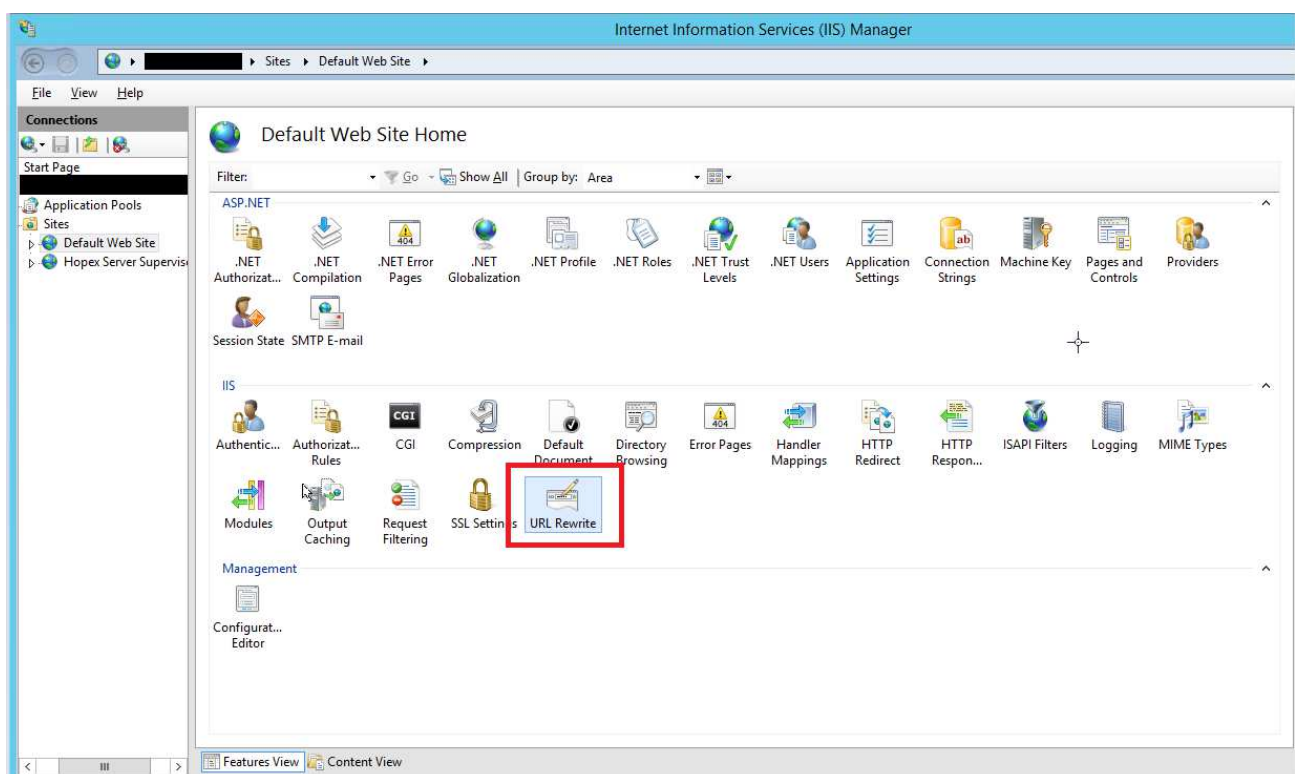 Internet Information Services (IIS) Manager
Sites Default Web Site
File View Help
Connections
Start Page
Application Pools
Sites
Default Web Site
Hopex Server Supervis
Default Web Site Home
Filter: Go Show All Group by: Area
ASP.NET
.NET Authorizat...
.NET Compilation
.NET Error Pages
.NET Globalization
.NET Profile
.NET Roles
.NET Trust Levels
.NET Users
Application Settings
Connection Strings
Machine Key
Pages and Controls
Providers
Session State
SMTP E-mail
IIS
Authentic...
Authorizat... Rules
CGI
Compression
Default Document
Directory Browsing
Error Pages
Handler Mappings
HTTP Redirect
HTTP Respon...
ISAPI Filters
Logging
MIME Types
Modules
Output Caching
Request Filtering
SSL Settings
URL Rewrite
Management
Configurat... Editor
Features View Content View